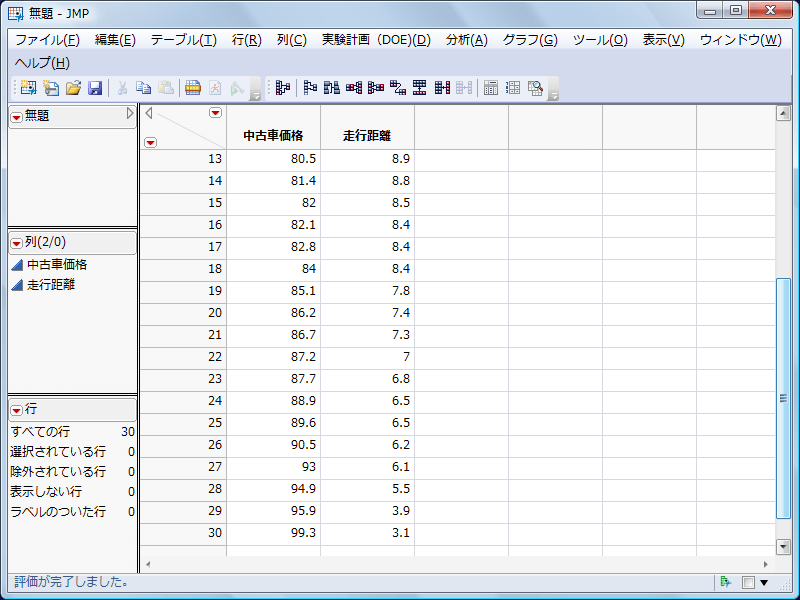 無題 - JMP
ファイル(F) 編集(E) テーブル(T) 行(R) 列(C) 実験計画（DOE)(D) 分析(A) グラフ(G) ツール(O) 表示(V) ウィンドウ(W)
ヘルプ(H)
無題
列(2/0)
中古車価格
走行距離
行
すべての行 30
選択されている行 0
除外されている行 0
表示しない行 0
ラベルのついた行 0
中古車価格 走行距離
13 80.5 8.9
14 81.4 8.8
15 82 8.5
16 82.1 8.4
17 82.8 8.4
18 84 8.4
19 85.1 7.8
20 86.2 7.4
21 86.7 7.3
22 87.2 7
23 87.7 6.8
24 88.9 6.5
25 89.6 6.5
26 90.5 6.2
27 93 6.1
28 94.9 5.5
29 95.9 3.9
30 99.3 3.1
評価が完了しました。